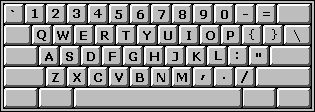 ` 1 2 3 4 5 6 7 8 9 0 - =
Q W E R T Y U I O P { } \
A S D F G H J K L : "
Z X C V B N M , . /